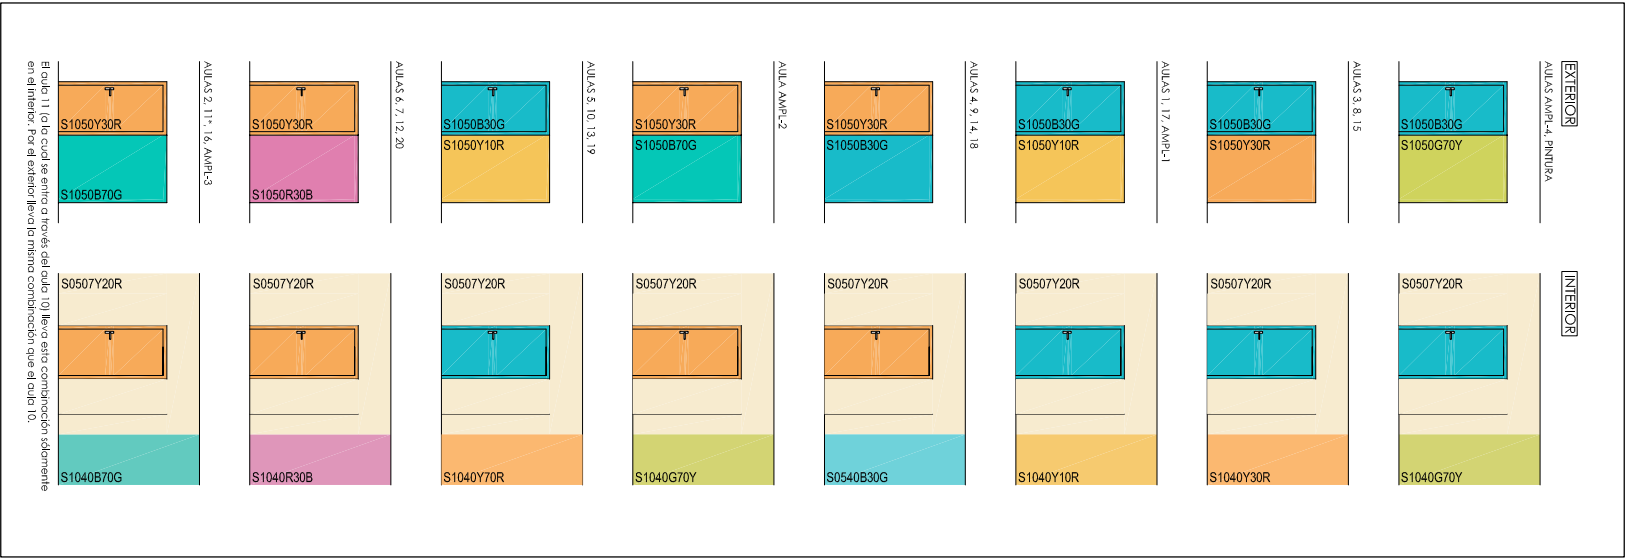 EXTERIOR
AULAS 2, 11*, 16, AMPL-3
AULAS 6, 7, 12, 20
AULAS 5, 10, 13, 19
AULA AMPL-2
AULAS 4, 9, 14, 18
AULAS 1, 17, AMPL-1
AULAS 3, 8, 15
AULAS AMPL-4, PINTURA
S1050Y30R
S1050Y30R
S1050B30G
S1050Y30R
S1050Y30R
S1050B30G
S1050B30G
S1050B30G
S1050B70G
S1050R30B
S1050Y10R
S1050B70G
S1050B30G
S1050Y10R
S1050Y30R
S1050G70Y
INTERIOR
S0507Y20R
S0507Y20R
S0507Y20R
S0507Y20R
S0507Y20R
S0507Y20R
S0507Y20R
S0507Y20R
S1040B70G
S1040R30B
S1040Y70R
S1040G70Y
S0540B30G
S1040Y10R
S1040Y30R
S1040G70Y
El aula 11 (a la cual se entra a través del aula 10) lleva esta combinación sólamente
en el interior. Por el exterior lleva la misma combinación que el aula 10.